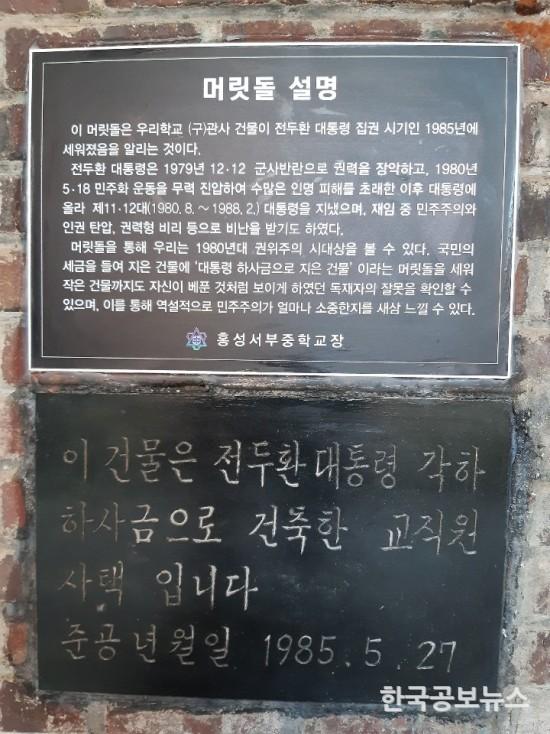 머릿돌 설명
이 머릿돌은 우리학교 (구)관사 건물이 전두환 대통령 집권 시기인 1985년에
세워졌음을 알리는 것이다.
전두환 대통령은 1979년 12·12 군사반란으로 권력을 장악하고, 1980년
5·18 민주화 운동을 무력 진압하여 수많은 인명 피해를 초래한 이후 대통령에
올라 제11·12대(1980. 8. ~ 1988. 2.) 대통령을 지냈으며, 재임 중 민주주의와
인권 탄압, 권력형 비리 등으로 비난을 받기도 하였다.
머릿돌을 통해 우리는 1980년대 권위주의 시대상을 볼 수 있다. 국민의
세금을 들여 지은 건물에 '대통령 하사금으로 지은 건물' 이라는 머릿돌을 세워
작은 건물까지도 자신이 베푼 것처럼 보이게 하였던 독재자의 잘못을 확인할 수
있으며, 이를 통해 역설적으로 민주주의가 얼마나 소중한지를 새삼 느낄 수 있다.
홍성서부중학교장
이 건물은 전두환 대통령 각하
하사금으로 건축한 교직원
사택 입니다
준공년월일 1985. 5. 27
한국공보뉴스